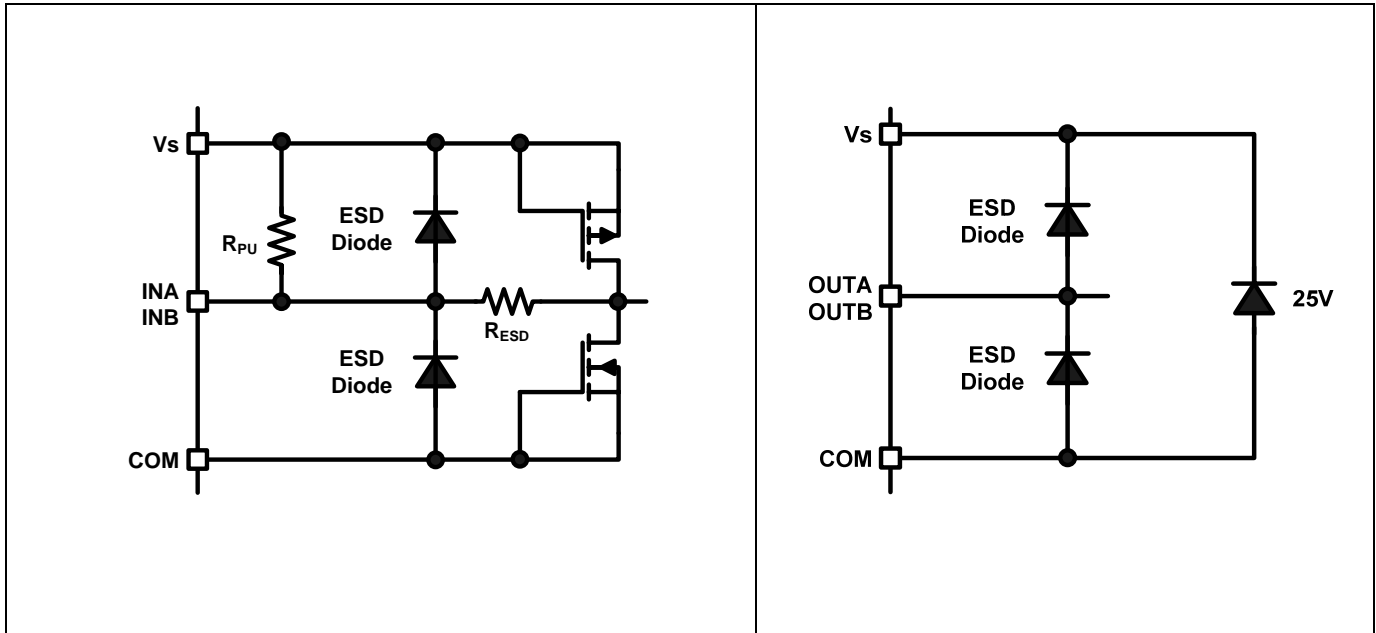 Vs
ESD
Diode
RPU
INA
INB
RESD
ESD
Diode
COM
Vs
ESD
Diode
OUTA
OUTB
25V
ESD
Diode
COM